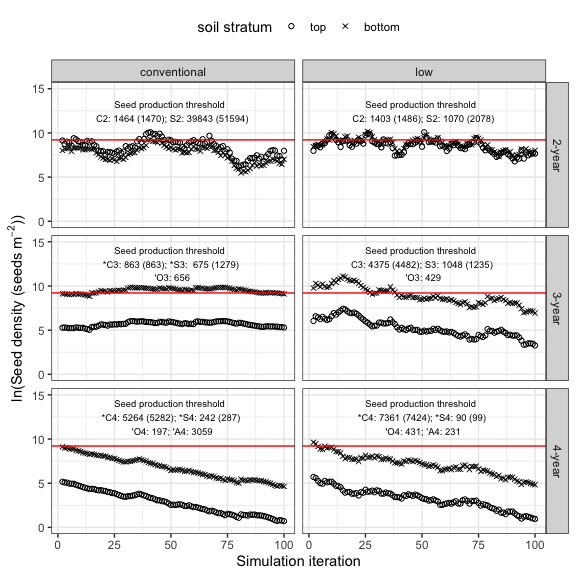 soil stratum top bottom
conventional low
Seed production threshold
C2: 1464 (1470); S2: 39843 (51594)
Seed production threshold
C2: 1403 (1486); S2: 1070 (2078)
15
10
5
0
2-year
Seed production threshold
*C3: 863 (863); *S3:  675 (1279)
'O3: 656
Seed production threshold
C3: 4375 (4482); S3: 1048 (1235)
'O3: 429
15
10
5
0
3-year
Seed production threshold
*C4: 5264 (5282); *S4: 242 (287)
'O4: 197; 'A4: 3059
Seed production threshold
*C4: 7361 (7424); *S4: 90 (99)
'O4: 431; 'A4: 231
15
10
5
0
4-year
0 25 50 75 100 0 25 50 75 100
Simulation iteration
ln(Seed density (seeds m⁻²))